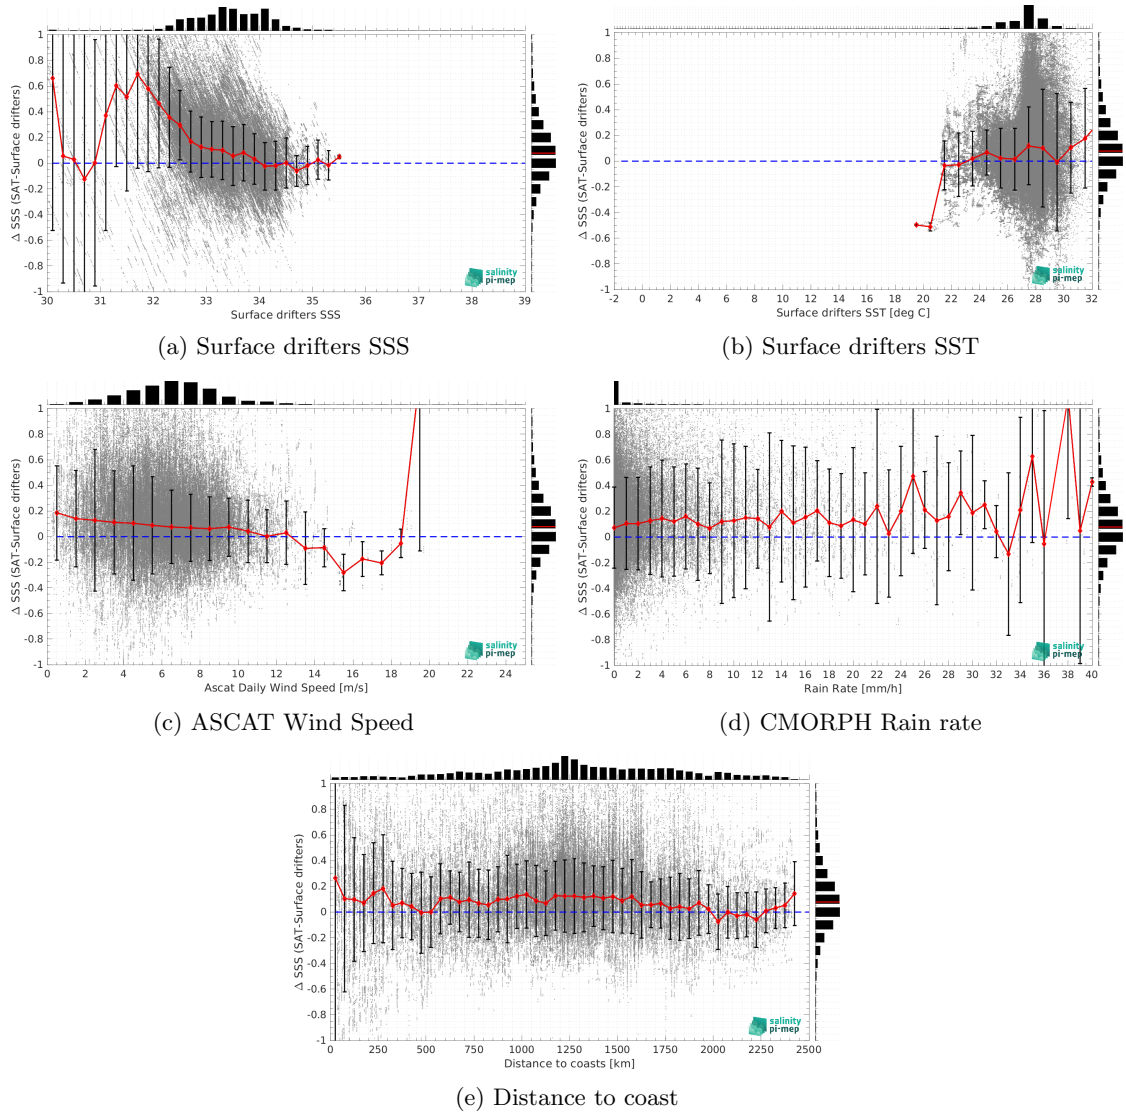 1
0.8
0.6
0.4
0.2
0
-0.2
-0.4
-0.6
-0.8
-1
Δ SSS (SAT-Surface drifters)
30 31 32 33 34 35 36 37 38 39
Surface drifters SSS
salinity
pi-mep
(a) Surface drifters SSS
1
0.8
0.6
0.4
0.2
0
-0.2
-0.4
-0.6
-0.8
-1
Δ SSS (SAT-Surface drifters)
-2 0 2 4 6 8 10 12 14 16 18 20 22 24 26 28 30 32
Surface drifters SST [deg C]
salinity
pi-mep
(b) Surface drifters SST
1
0.8
0.6
0.4
0.2
0
-0.2
-0.4
-0.6
-0.8
-1
Δ SSS (SAT-Surface drifters)
0 2 4 6 8 10 12 14 16 18 20 22 24
Ascat Daily Wind Speed [m/s]
salinity
pi-mep
(c) ASCAT Wind Speed
1
0.8
0.6
0.4
0.2
0
-0.2
-0.4
-0.6
-0.8
-1
Δ SSS (SAT-Surface drifters)
0 2 4 6 8 10 12 14 16 18 20 22 24 26 28 30 32 34 36 38 40
Rain Rate [mm/h]
salinity
pi-mep
(d) CMORPH Rain rate
1
0.8
0.6
0.4
0.2
0
-0.2
-0.4
-0.6
-0.8
-1
Δ SSS (SAT-Surface drifters)
0 250 500 750 1000 1250 1500 1750 2000 2250 2500
Distance to coasts [km]
salinity
pi-mep
(e) Distance to coast